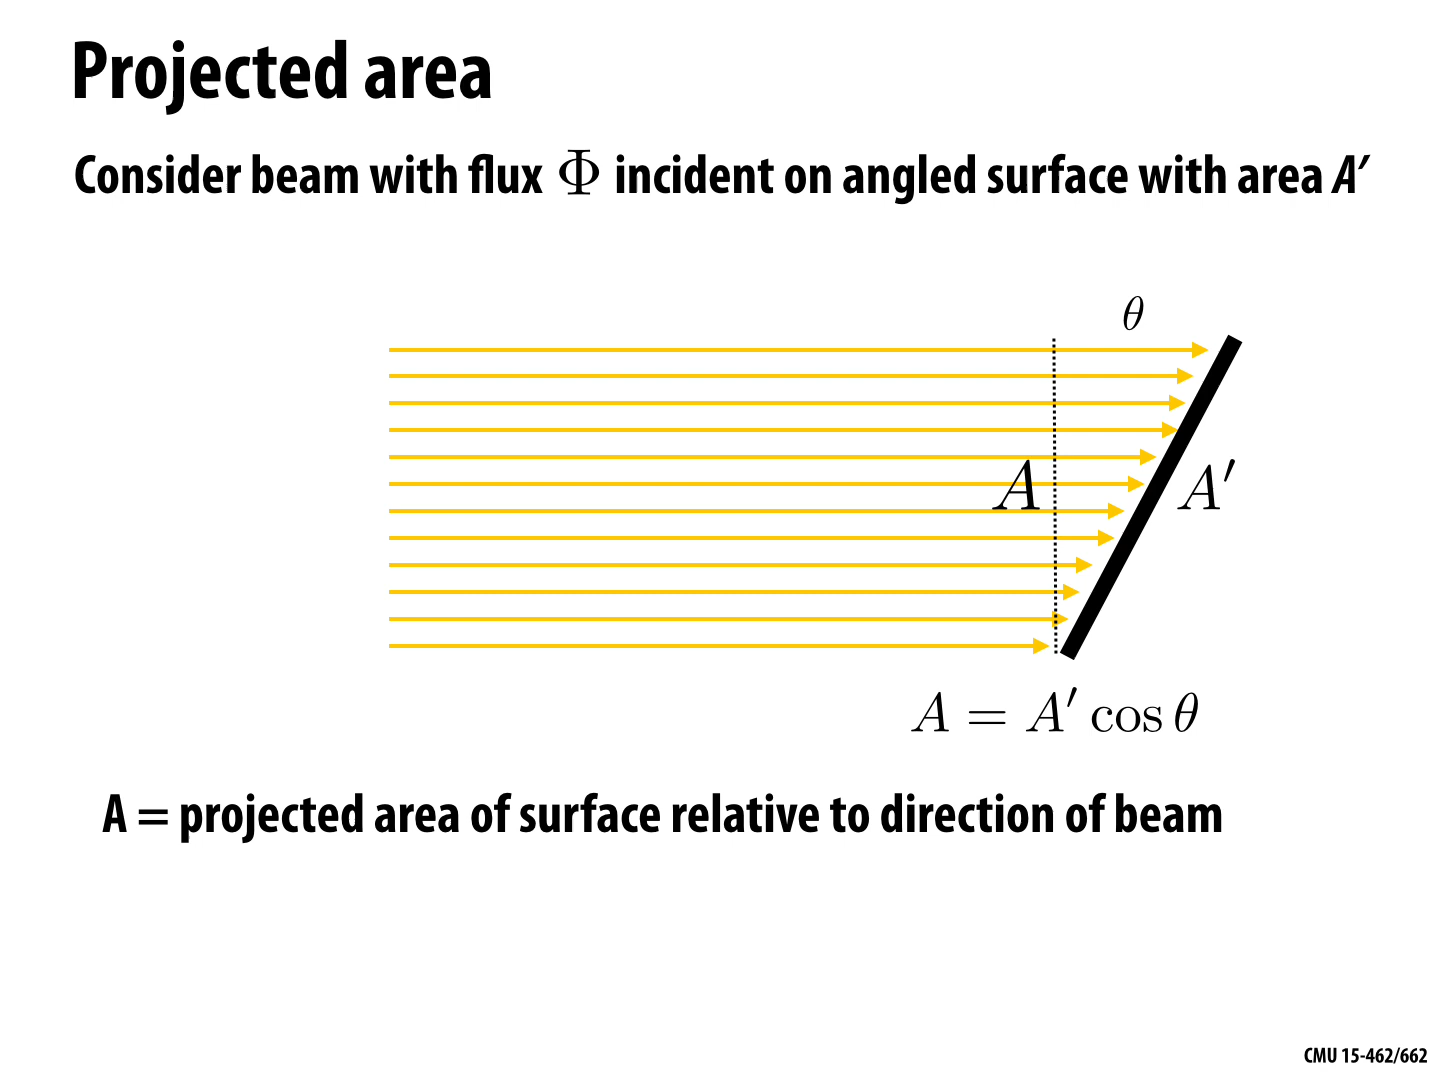 Projected area
Consider beam with flux Φ incident on angled surface with area A′
θ
A
A′
A = A′ cos θ
A = projected area of surface relative to direction of beam
CMU 15-462/662